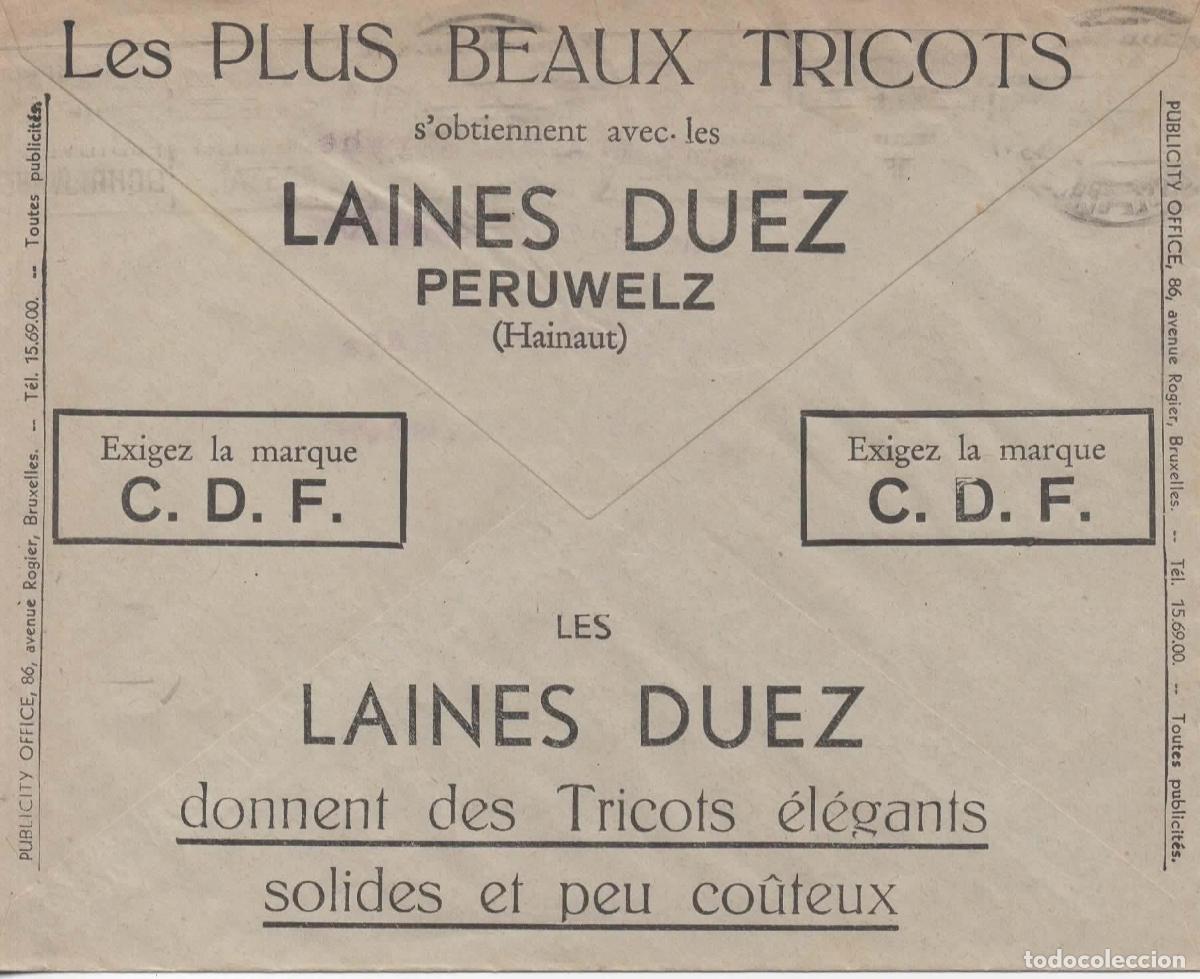 Les PLUS BEAUX TRICOTS
s'obtiennent avec les
LAINES DUEZ
PERUWELZ
(Hainaut)
Exigez la marque
C. D. F.
Exigez la marque
C. D. F.
LES
LAINES DUEZ
donnent des Tricots élégants
solides et peu coûteux
PUBLICITY OFFICE, 86, avenue Rogier, Bruxelles. -- Tél. 15.69.00. -- Toutes publicités.
PUBLICITY OFFICE, 86, avenue Rogier, Bruxelles. -- Tél. 15.69.00. -- Toutes publicités.
todocoleccion